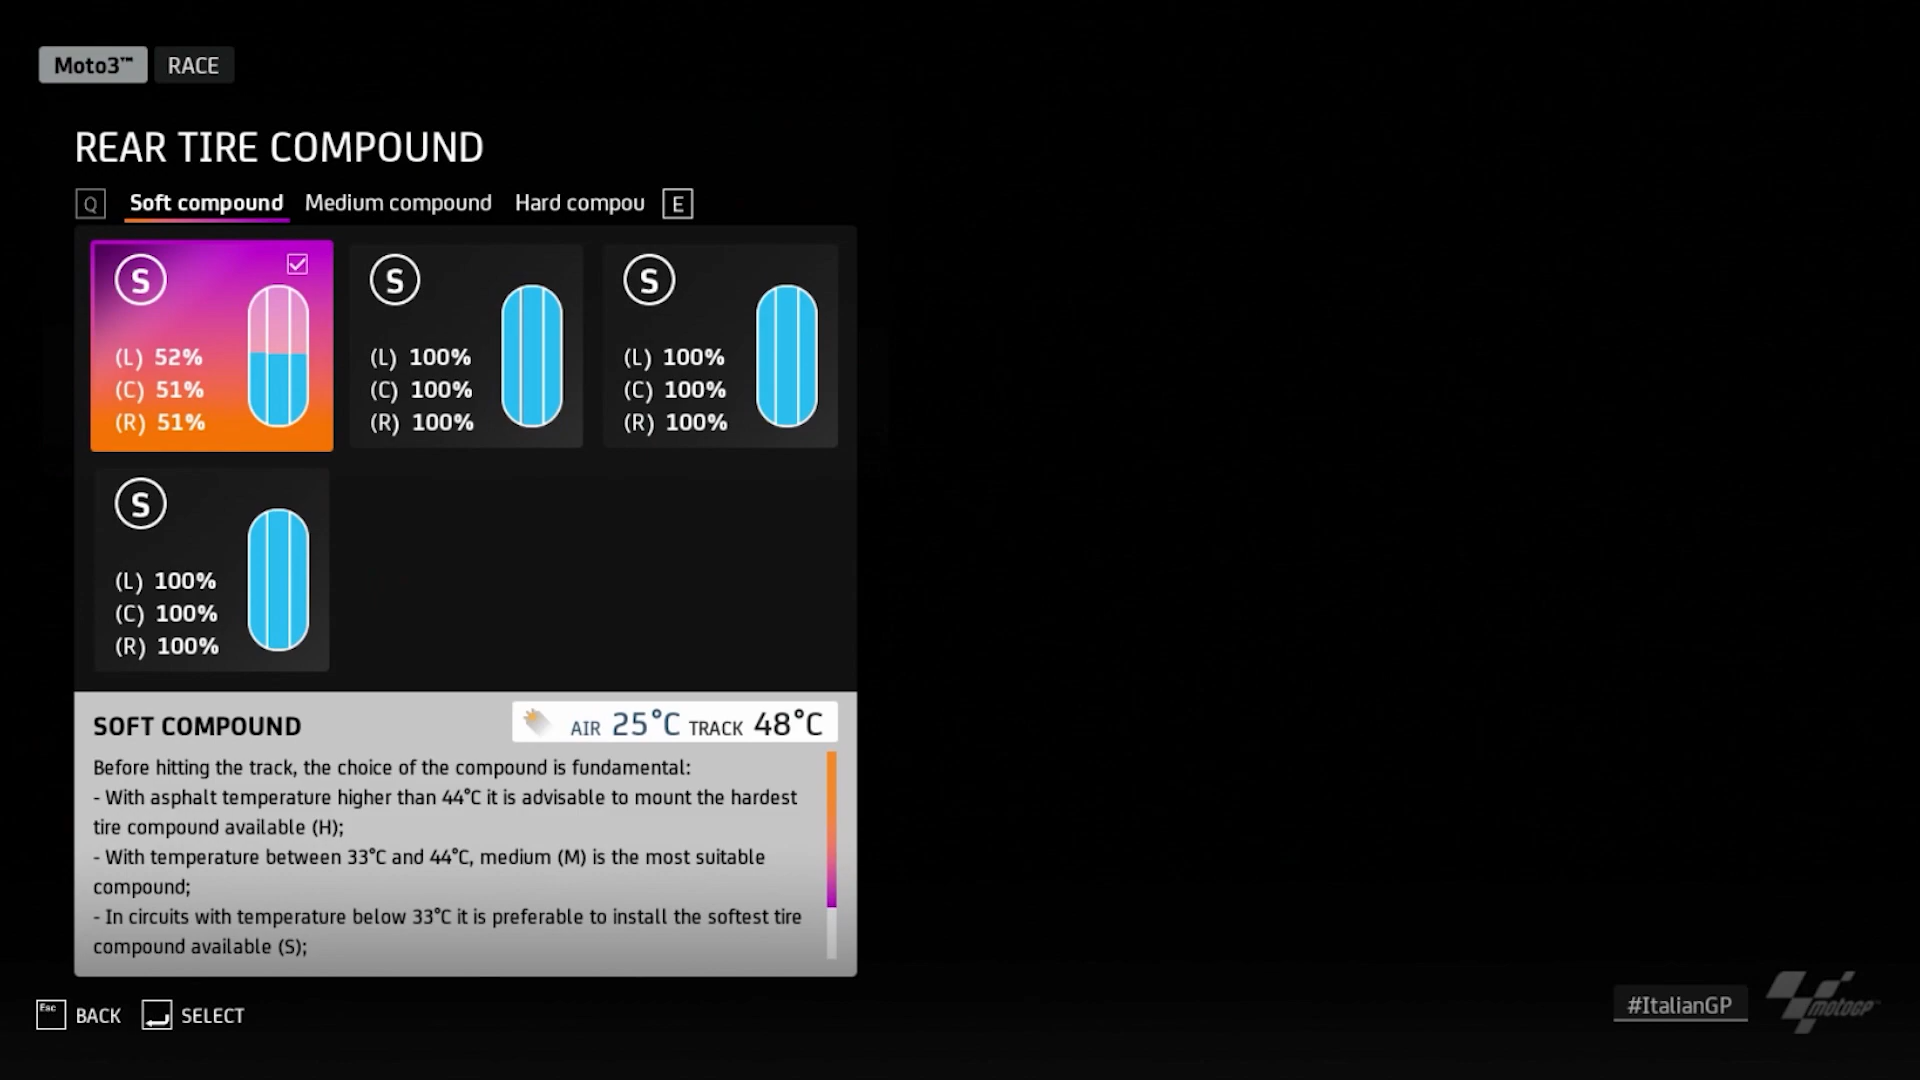 Moto3™ RACE
REAR TIRE COMPOUND
Q Soft compound Medium compound Hard compou E
S S S
(L) 52% (L) 100% (L) 100%
(C) 51% (C) 100% (C) 100%
(R) 51% (R) 100% (R) 100%
S
(L) 100%
(C) 100%
(R) 100%
SOFT COMPOUND AIR 25°C TRACK 48°C
Before hitting the track, the choice of the compound is fundamental:
- With asphalt temperature higher than 44°C it is advisable to mount the hardest
tire compound available (H);
- With temperature between 33°C and 44°C, medium (M) is the most suitable
compound;
- In circuits with temperature below 33°C it is preferable to install the softest tire
compound available (S);
Esc BACK SELECT
#ItalianGP motoGP